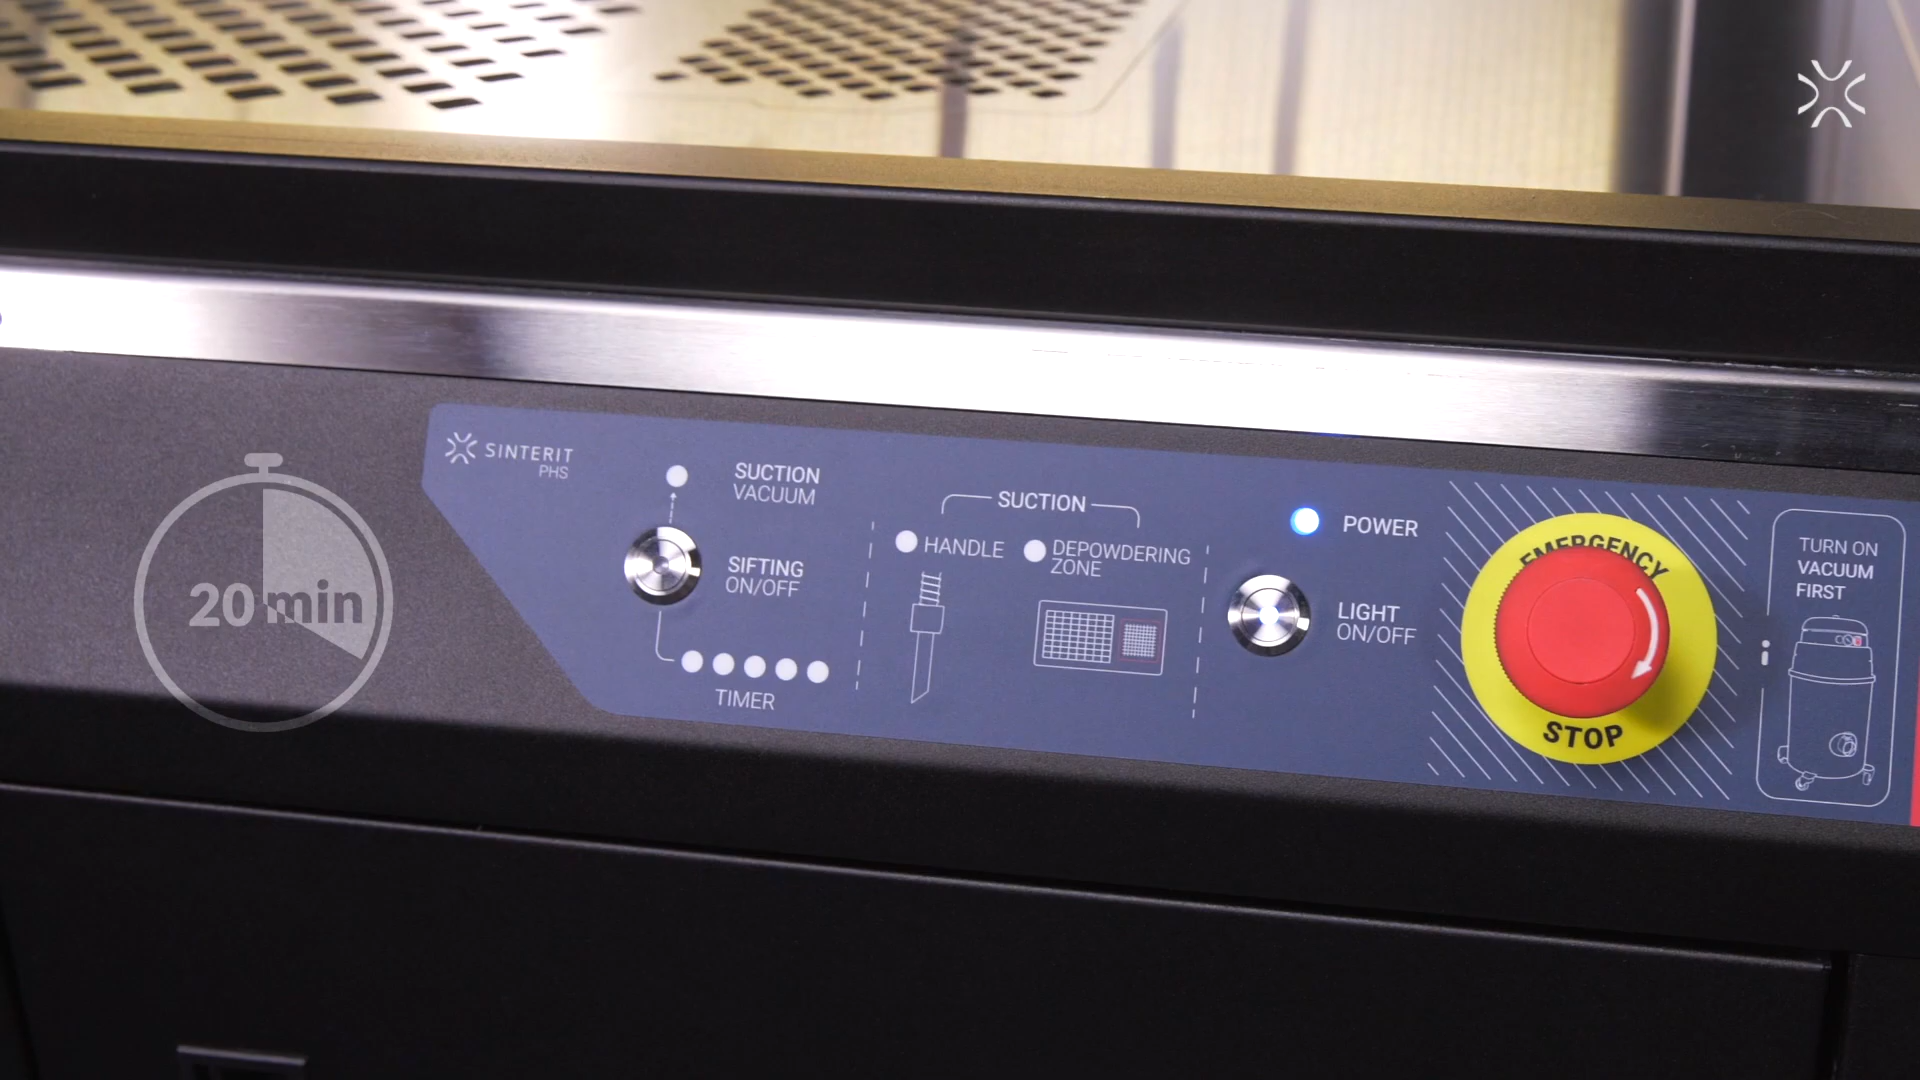 SINTERIT
PHS
SUCTION
VACUUM
SIFTING
ON/OFF
TIMER
SUCTION
HANDLE
DEPOWDERING
ZONE
POWER
LIGHT
ON/OFF
EMERGENCY
STOP
TURN ON
VACUUM
FIRST
i
20 min